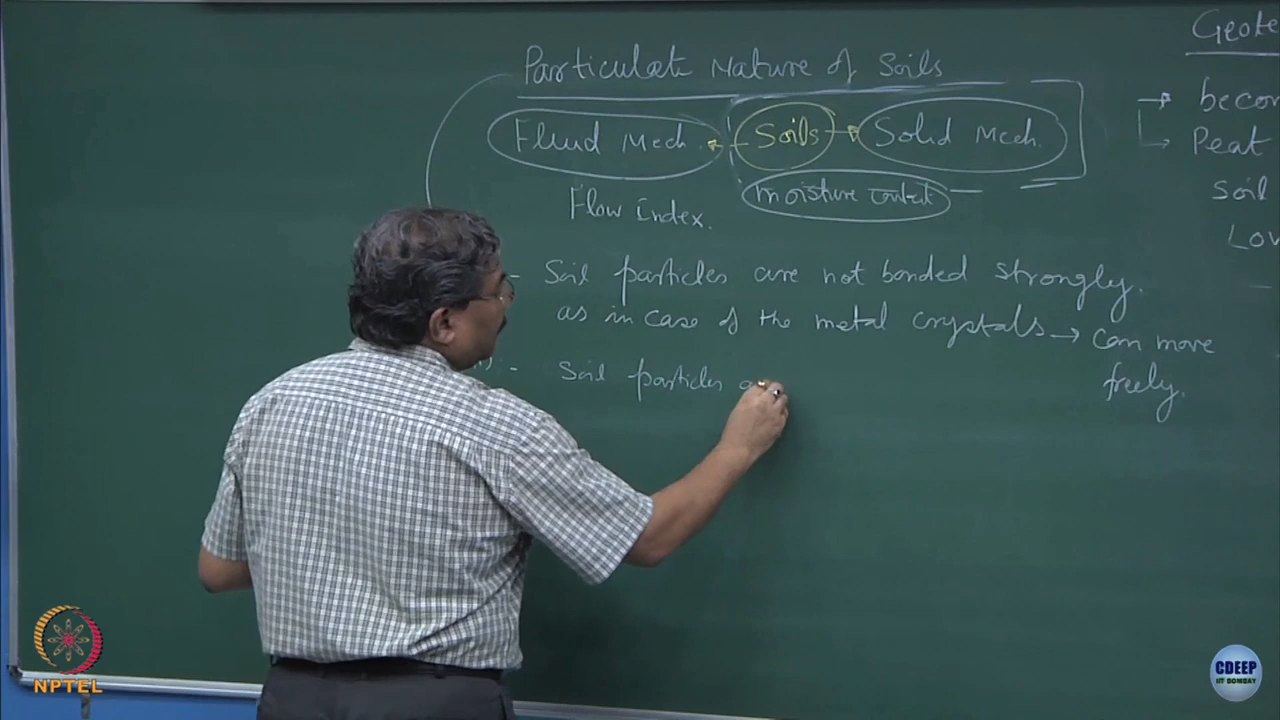 Particulate Nature of Soils
Fluid Mech. Soils Solid Mech.
Flow index. moisture content
- Soil particles are not bonded strongly.
as in case of the metal crystals → can move
freely.
- Soil particles a
Geote
becom
Peat
Soil
Lov
NPTEL
CDEEP
IIT BOMBAY